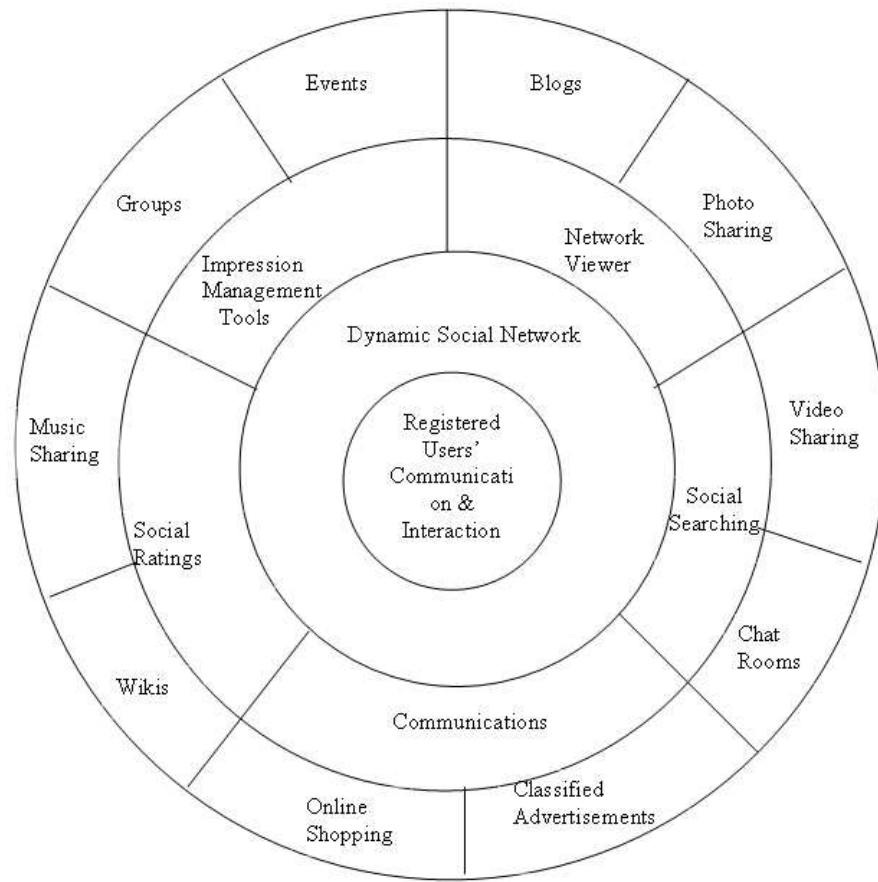 Events
Blogs
Groups
Photo
Sharing
Impression
Management
Tools
Network
Viewer
Dynamic Social Network
Registered
Users’
Communicati
on &
Interaction
Music
Sharing
Video
Sharing
Social
Ratings
Social
Searching
Wikis
Chat
Rooms
Communications
Online
Shopping
Classified
Advertisements